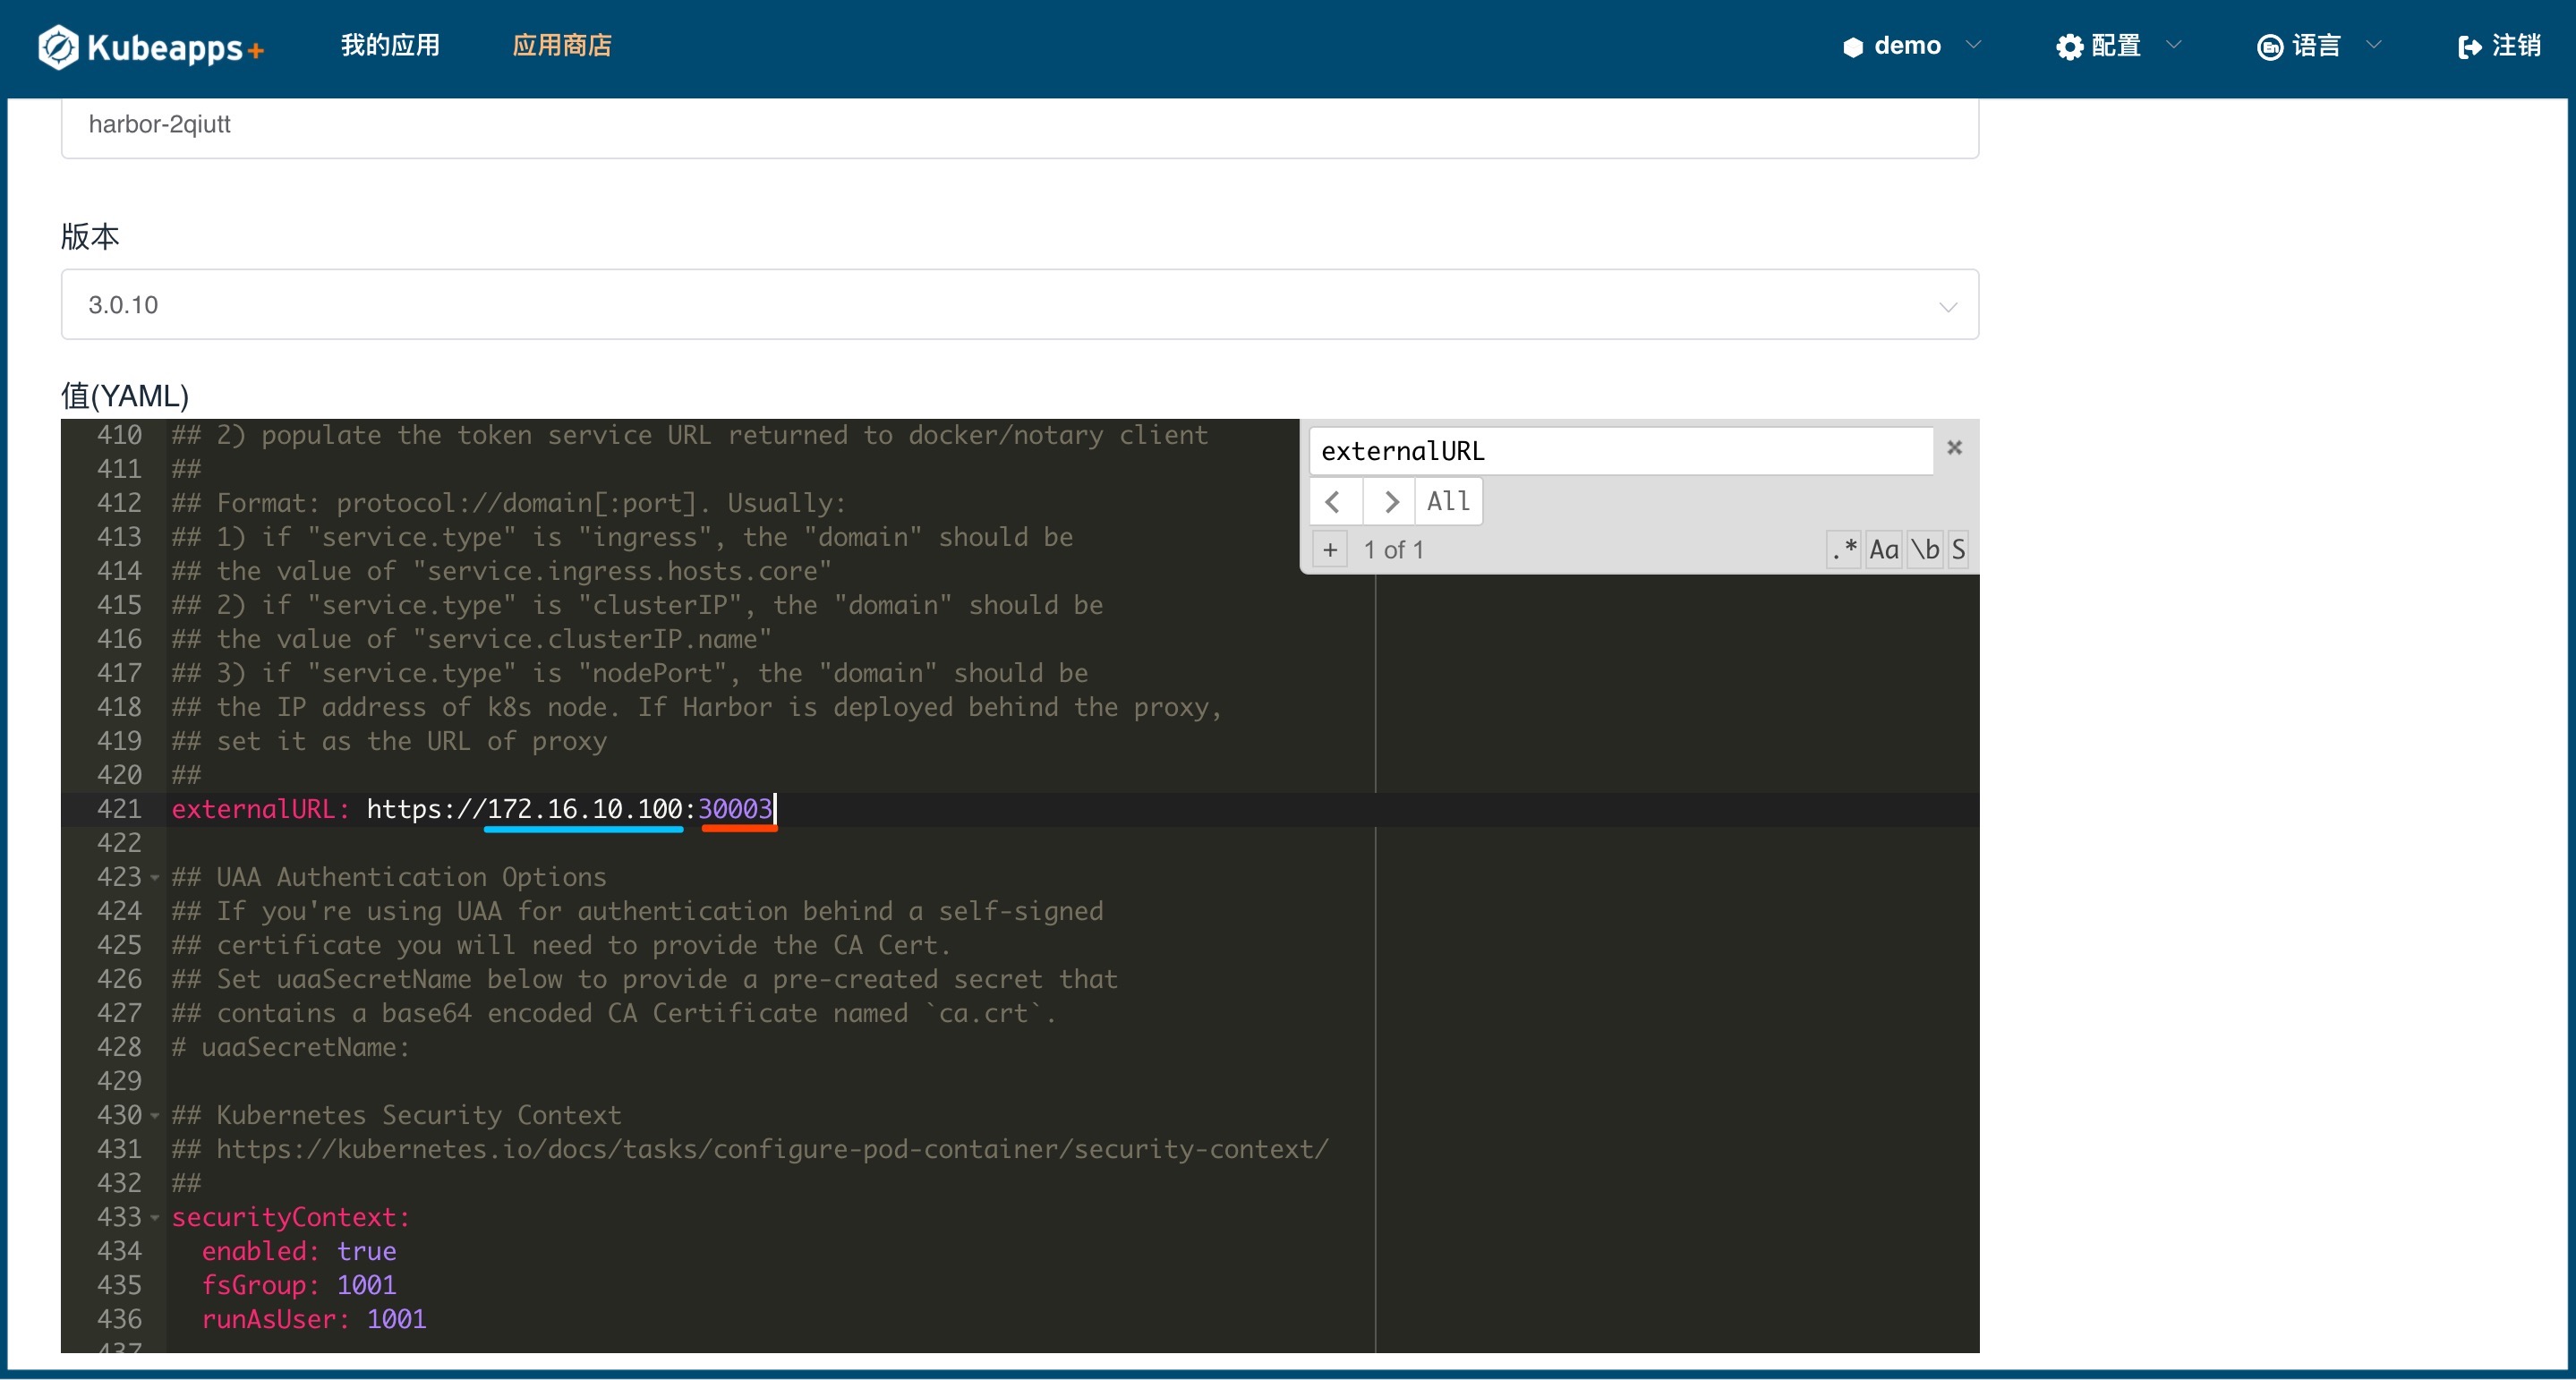 Kubeapps+ 我的应用 应用商店 demo 配置 语言 注销
harbor-2qiutt
版本
3.0.10
值(YAML)
externalURL
All
+ 1 of 1 .* Aa \b S
410 ## 2) populate the token service URL returned to docker/notary client
411 ##
412 ## Format: protocol://domain[:port]. Usually:
413 ## 1) if "service.type" is "ingress", the "domain" should be
414 ## the value of "service.ingress.hosts.core"
415 ## 2) if "service.type" is "clusterIP", the "domain" should be
416 ## the value of "service.clusterIP.name"
417 ## 3) if "service.type" is "nodePort", the "domain" should be
418 ## the IP address of k8s node. If Harbor is deployed behind the proxy,
419 ## set it as the URL of proxy
420 ##
421 externalURL: https://172.16.10.100:30003
422
423 ## UAA Authentication Options
424 ## If you're using UAA for authentication behind a self-signed
425 ## certificate you will need to provide the CA Cert.
426 ## Set uaaSecretName below to provide a pre-created secret that
427 ## contains a base64 encoded CA Certificate named `ca.crt`.
428 # uaaSecretName:
429
430 ## Kubernetes Security Context
431 ## https://kubernetes.io/docs/tasks/configure-pod-container/security-context/
432 ##
433 securityContext:
434 enabled: true
435 fsGroup: 1001
436 runAsUser: 1001
437